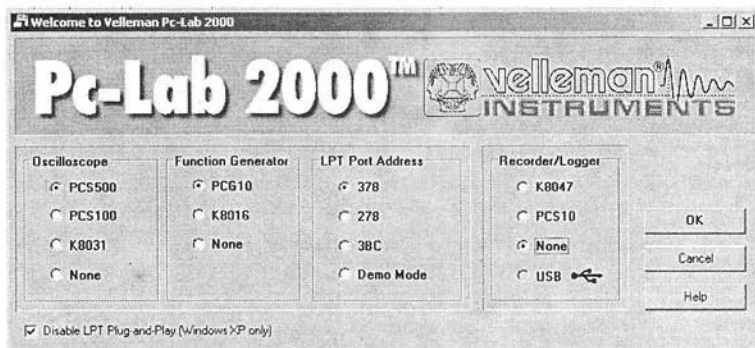 Welcome to Velleman Pc-Lab 2000
Pc-Lab 2000™
velleman®
INSTRUMENTS
Oscilloscope
PCS500
PCS100
K8031
None
Function Generator
PCG10
K8016
None
LPT Port Address
378
278
3BC
Demo Mode
Recorder/Logger
K8047
PCS10
None
USB
OK
Cancel
Help
Disable LPT Plug-and-Play (Windows XP only)